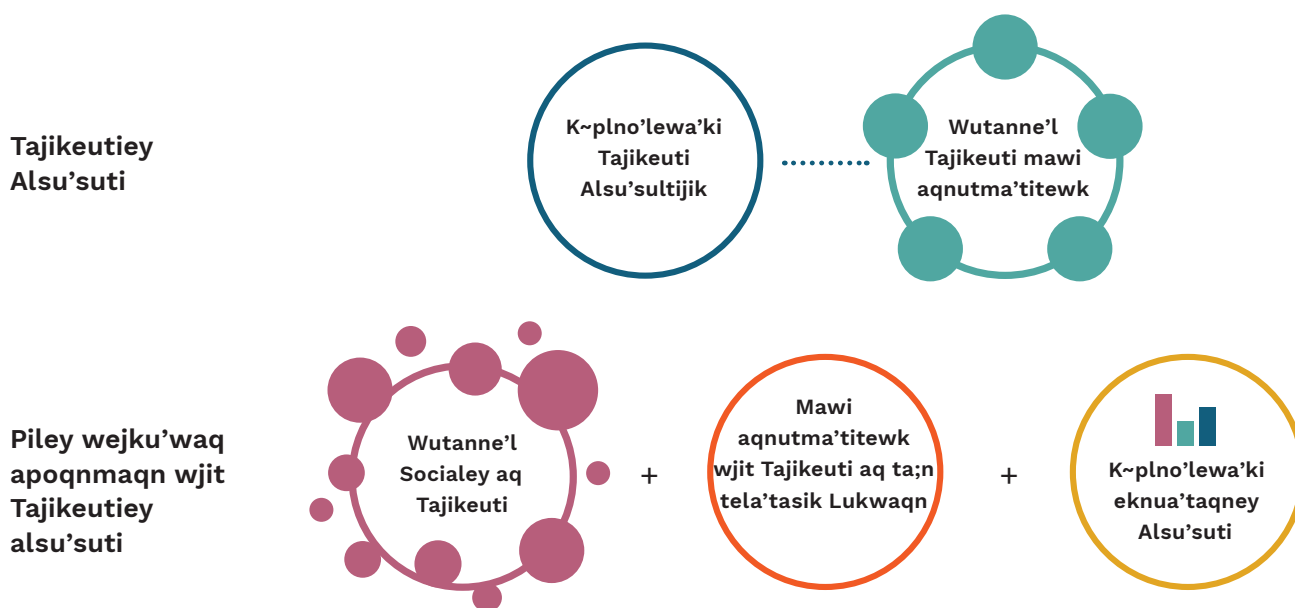 Tajikeutiey
Alsu’suti
K~plno’lewa’ki
Tajikeuti
Alsu’sultijik
Wutanne’l
Tajikeuti mawi
aqnutma’titewk
Piley wejku’waq
apoqnmaqn wjit
Tajikeutiey
alsu’suti
Wutanne’l
Socialey aq
Tajikeuti
+
Mawi
aqnutma’titewk
wjit Tajikeuti aq ta;n
tela’tasik Lukwaqn
+
K~plno’lewa’ki
eknua’taqney
Alsu’suti